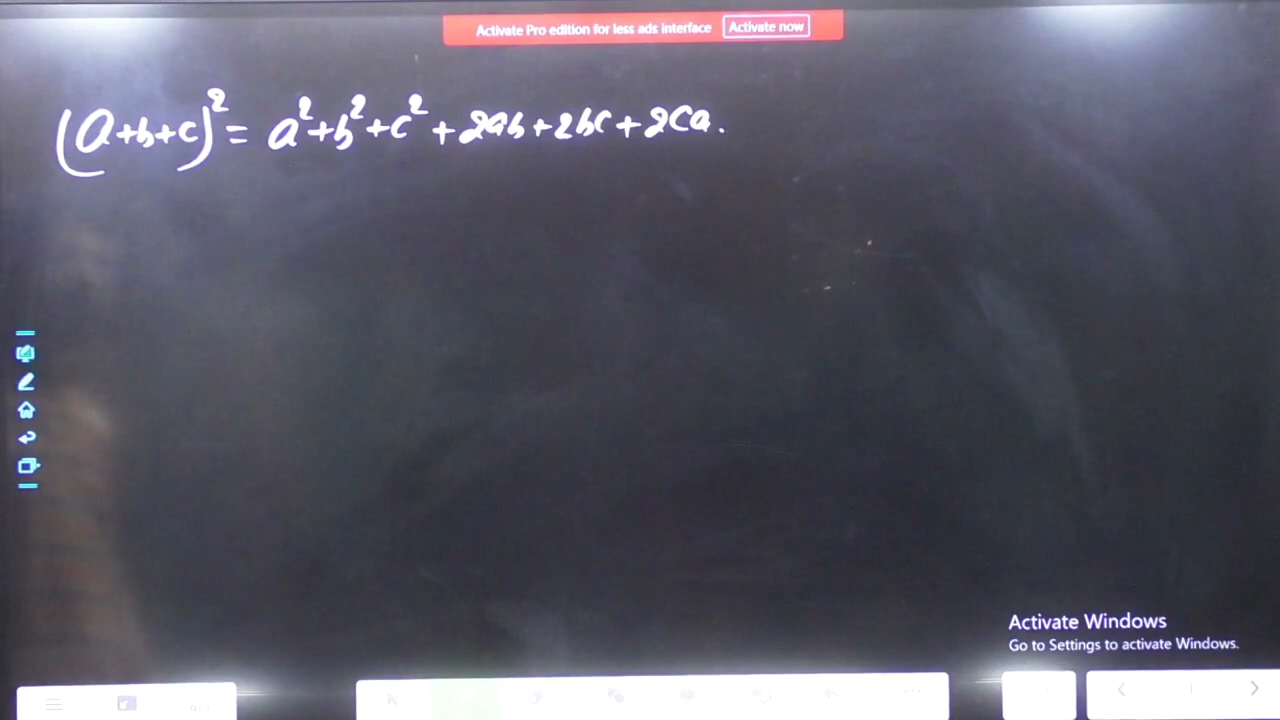 Activate Pro edition for less ads interface Activate now
(a+b+c)² = a²+b²+c²+2ab+2bc+2ca.
Activate Windows
Go to Settings to activate Windows.